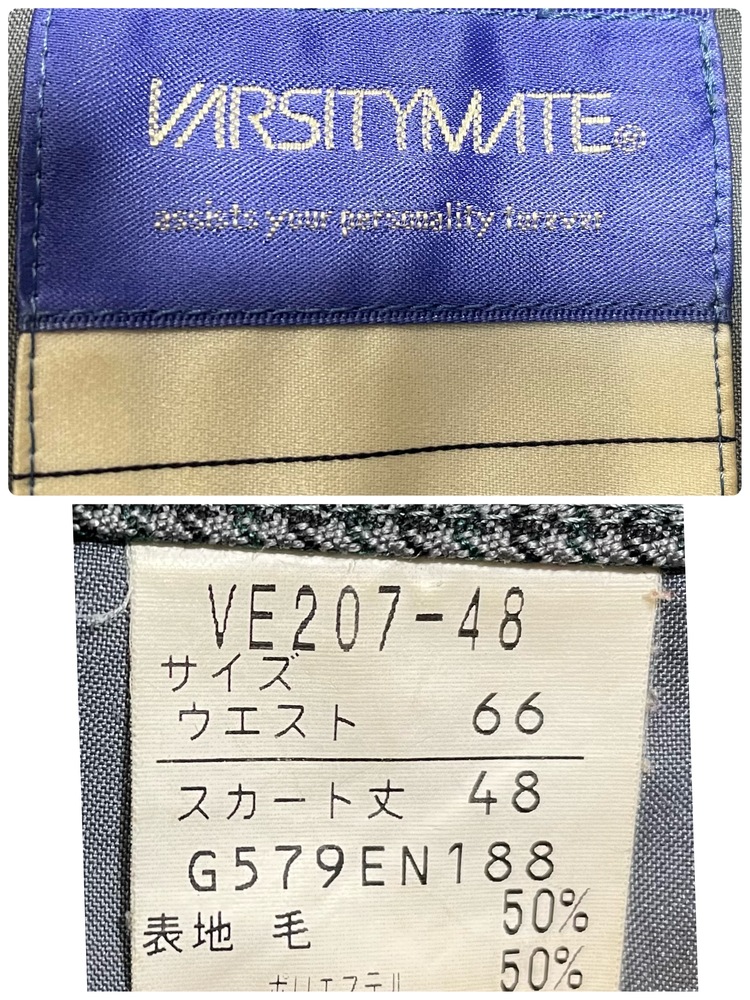 VARSITYMATE®
assists your personality forever
VE207-48
サイズ
ウエスト 66
スカート丈 48
G579EN188
表地 毛 50%
ポリエステル 50%